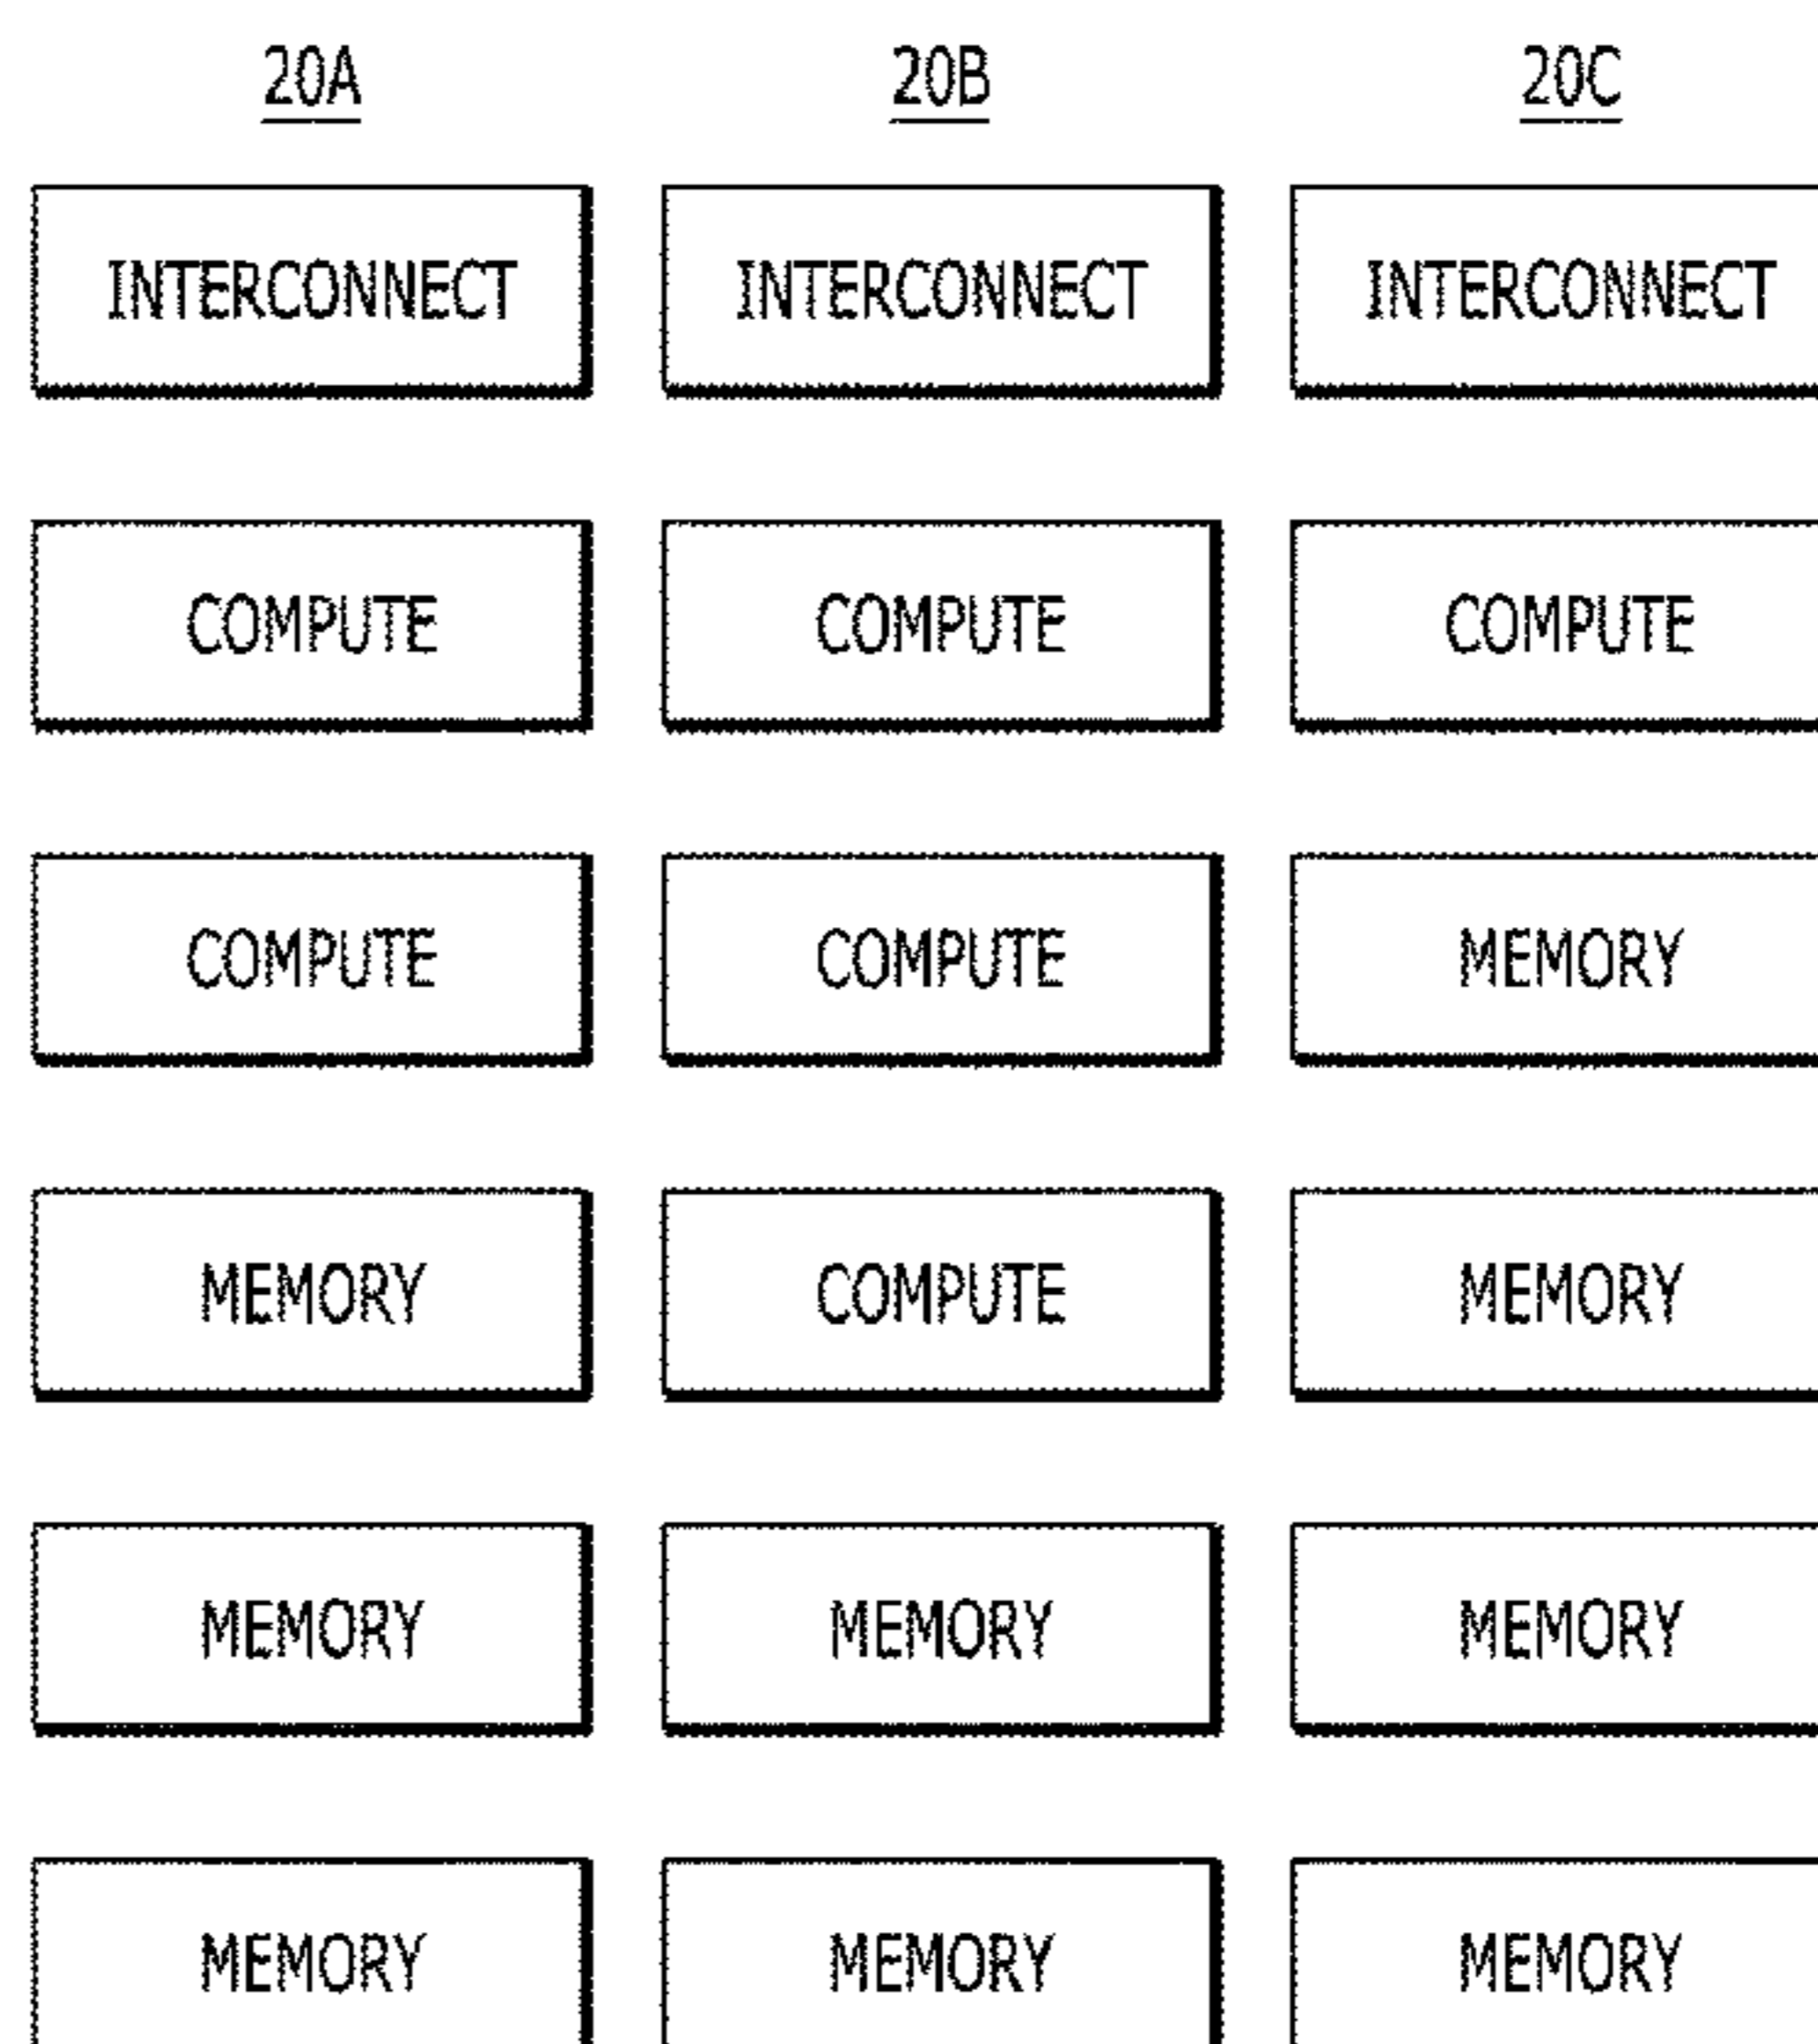 20A 20B 20C
INTERCONNECT INTERCONNECT INTERCONNECT
COMPUTE COMPUTE COMPUTE
COMPUTE COMPUTE MEMORY
MEMORY COMPUTE MEMORY
MEMORY MEMORY MEMORY
MEMORY MEMORY MEMORY